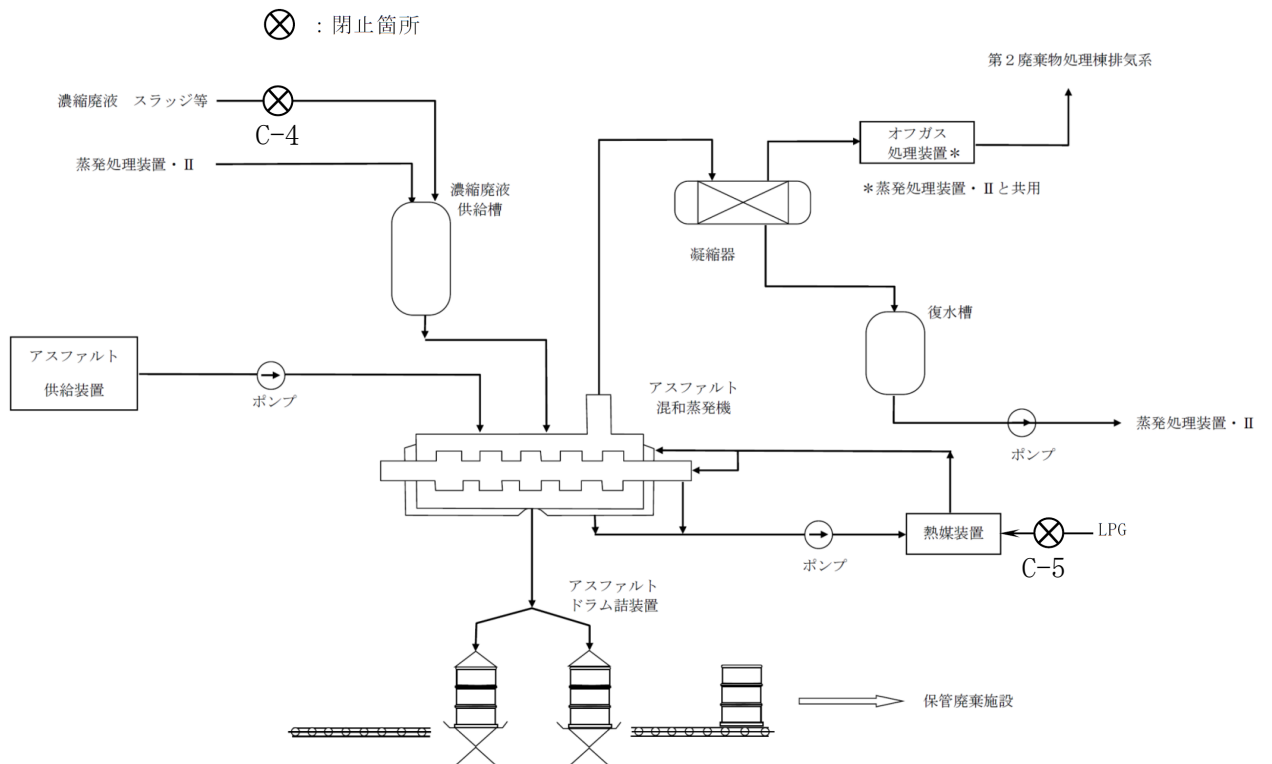 ：閉止箇所
第２廃棄物処理棟排気系
濃縮廃液　スラッジ等
C-4
オフガス
処理装置＊
蒸発処理装置・Ⅱ
＊蒸発処理装置・Ⅱと共用
濃縮廃液
供給槽
凝縮器
復水槽
アスファルト
供給装置
ポンプ
アスファルト
混和蒸発機
蒸発処理装置・Ⅱ
ポンプ
熱媒装置
LPG
ポンプ
C-5
アスファルト
ドラム詰装置
保管廃棄施設